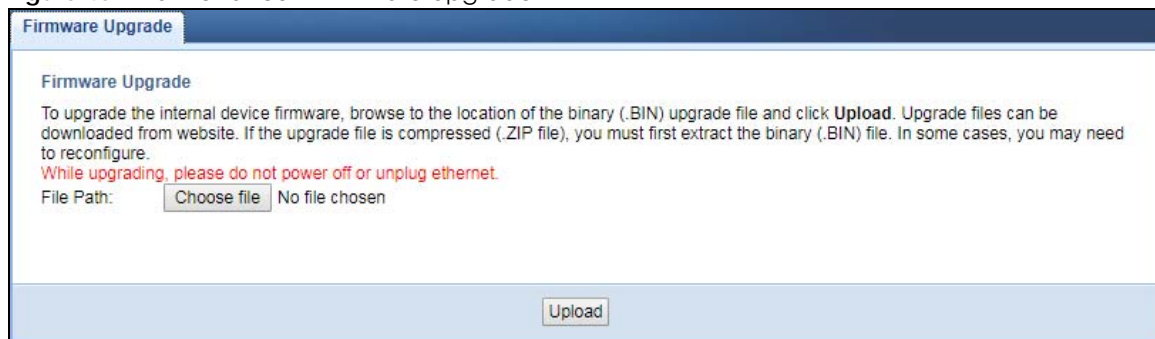 Firmware Upgrade
Firmware Upgrade
To upgrade the internal device firmware, browse to the location of the binary (.BIN) upgrade file and click Upload. Upgrade files can be
downloaded from website. If the upgrade file is compressed (.ZIP file), you must first extract the binary (.BIN) file. In some cases, you may need
to reconfigure.
While upgrading, please do not power off or unplug ethernet.
File Path: Choose file No file chosen
Upload